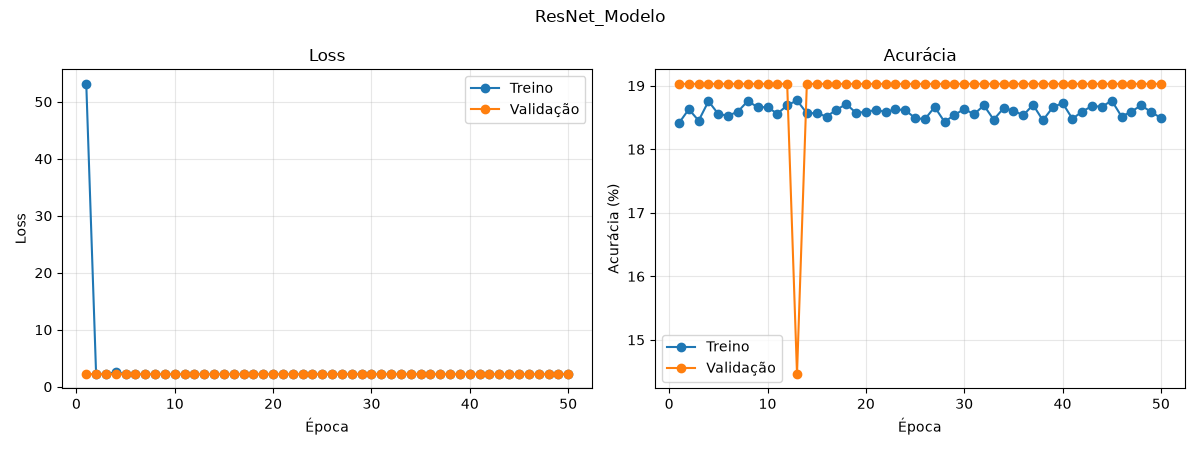 ResNet_Modelo
Loss
Loss
50
40
30
20
10
0
0 10 20 30 40 50
Época
Treino
Validação
Acurácia
Acurácia (%)
19
18
17
16
15
0 10 20 30 40 50
Época
Treino
Validação